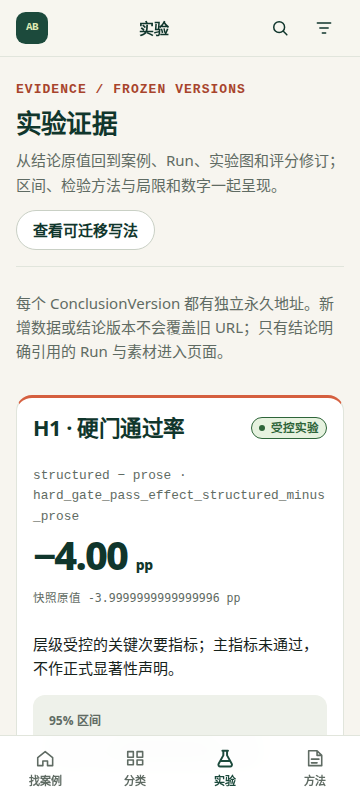 AB
实验
EVIDENCE / FROZEN VERSIONS
实验证据
从结论原值回到案例、Run、实验图和评分修订；
区间、检验方法与局限和数字一起呈现。
查看可迁移写法
每个 ConclusionVersion 都有独立永久地址。新
增数据或结论版本不会覆盖旧 URL；只有结论明
确引用的 Run 与素材进入页面。
H1 · 硬门通过率
受控实验
structured − prose ·
hard_gate_pass_effect_structured_minus
_prose
−4.00 pp
快照原值 -3.9999999999999996 pp
层级受控的关键次要指标；主指标未通过，
不作正式显著性声明。
95% 区间
找案例
分类
实验
方法